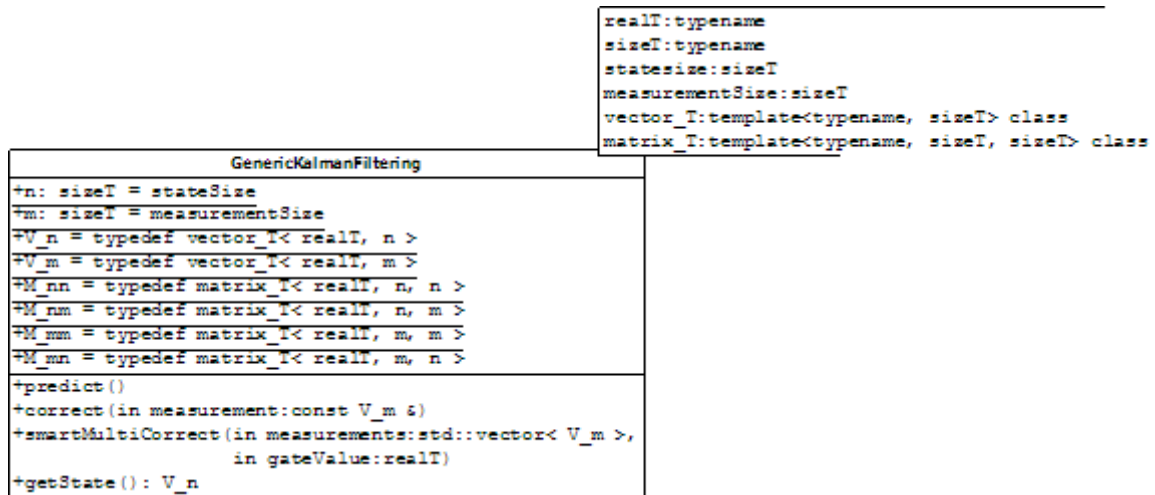 realT:typename
sizeT:typename
statesize:sizeT
measurementSize:sizeT
vector_T:template<typename, sizeT> class
matrix_T:template<typename, sizeT, sizeT> class
GenericKalmanFiltering
+n: sizeT = stateSize
+m: sizeT = measurementSize
+V_n = typedef vector_T< realT, n >
+V_m = typedef vector_T< realT, m >
+M_nn = typedef matrix_T< realT, n, n >
+M_nm = typedef matrix_T< realT, n, m >
+M_mm = typedef matrix_T< realT, m, m >
+M_mn = typedef matrix_T< realT, m, n >
+predict()
+correct(in measurement:const V_m &)
+smartMultiCorrect(in measurements:std::vector< V_m >,
in gateValue:realT)
+getState(): V_n